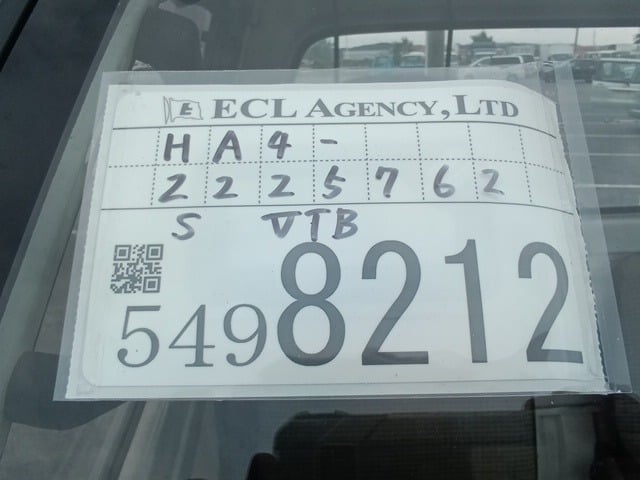 E ECL AGENCY, LTD
HA4-
2225762
S VTB
5498212